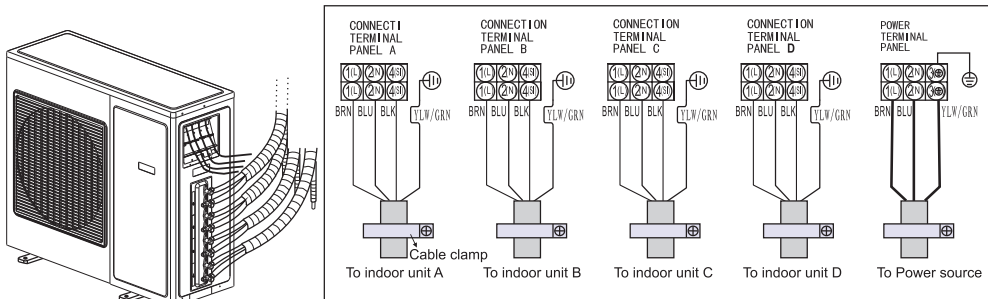 CONNECTI
TERMINAL
PANEL A
CONNECTION
TERMINAL
PANEL B
CONNECTION
TERMINAL
PANEL C
CONNECTION
TERMINAL
PANEL D
POWER
TERMINAL
PANEL
1(L) 2(N) 4(SI)
1(L) 2(N) 4(SI)
BRN BLU BLK YLW/GRN
1(L) 2(N) 4(SI)
1(L) 2(N) 4(SI)
BRN BLU BLK YLW/GRN
1(L) 2(N) 4(SI)
1(L) 2(N) 4(SI)
BRN BLU BLK YLW/GRN
1(L) 2(N) 4(SI)
1(L) 2(N) 4(SI)
BRN BLU BLK YLW/GRN
1(L) 2(N) 3
1(L) 2(N) 3
BRN BLU YLW/GRN
Cable clamp
To indoor unit A
To indoor unit B
To indoor unit C
To indoor unit D
To Power source